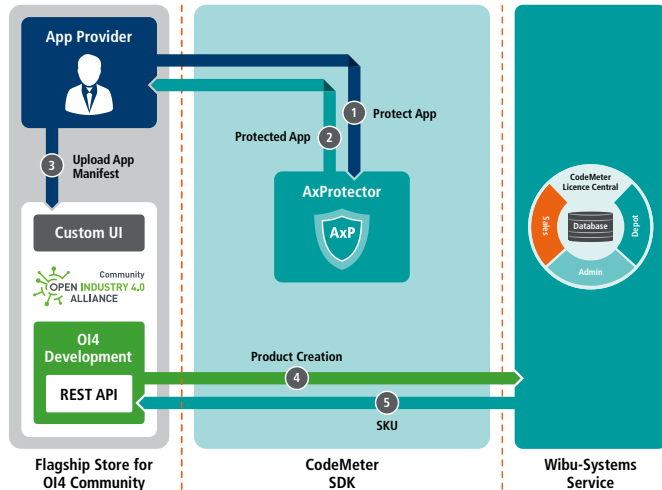 App Provider
1
Protect App
Protected App
2
3
Upload App
Manifest
AxProtector
AxP
CodeMeter
Licence Central
Sales
Database
Depot
Admin
Custom UI
Community
OPEN INDUSTRY 4.0
ALLIANCE
OI4
Development
REST API
Product Creation
4
5
SKU
Flagship Store for
OI4 Community
CodeMeter
SDK
Wibu-Systems
Service